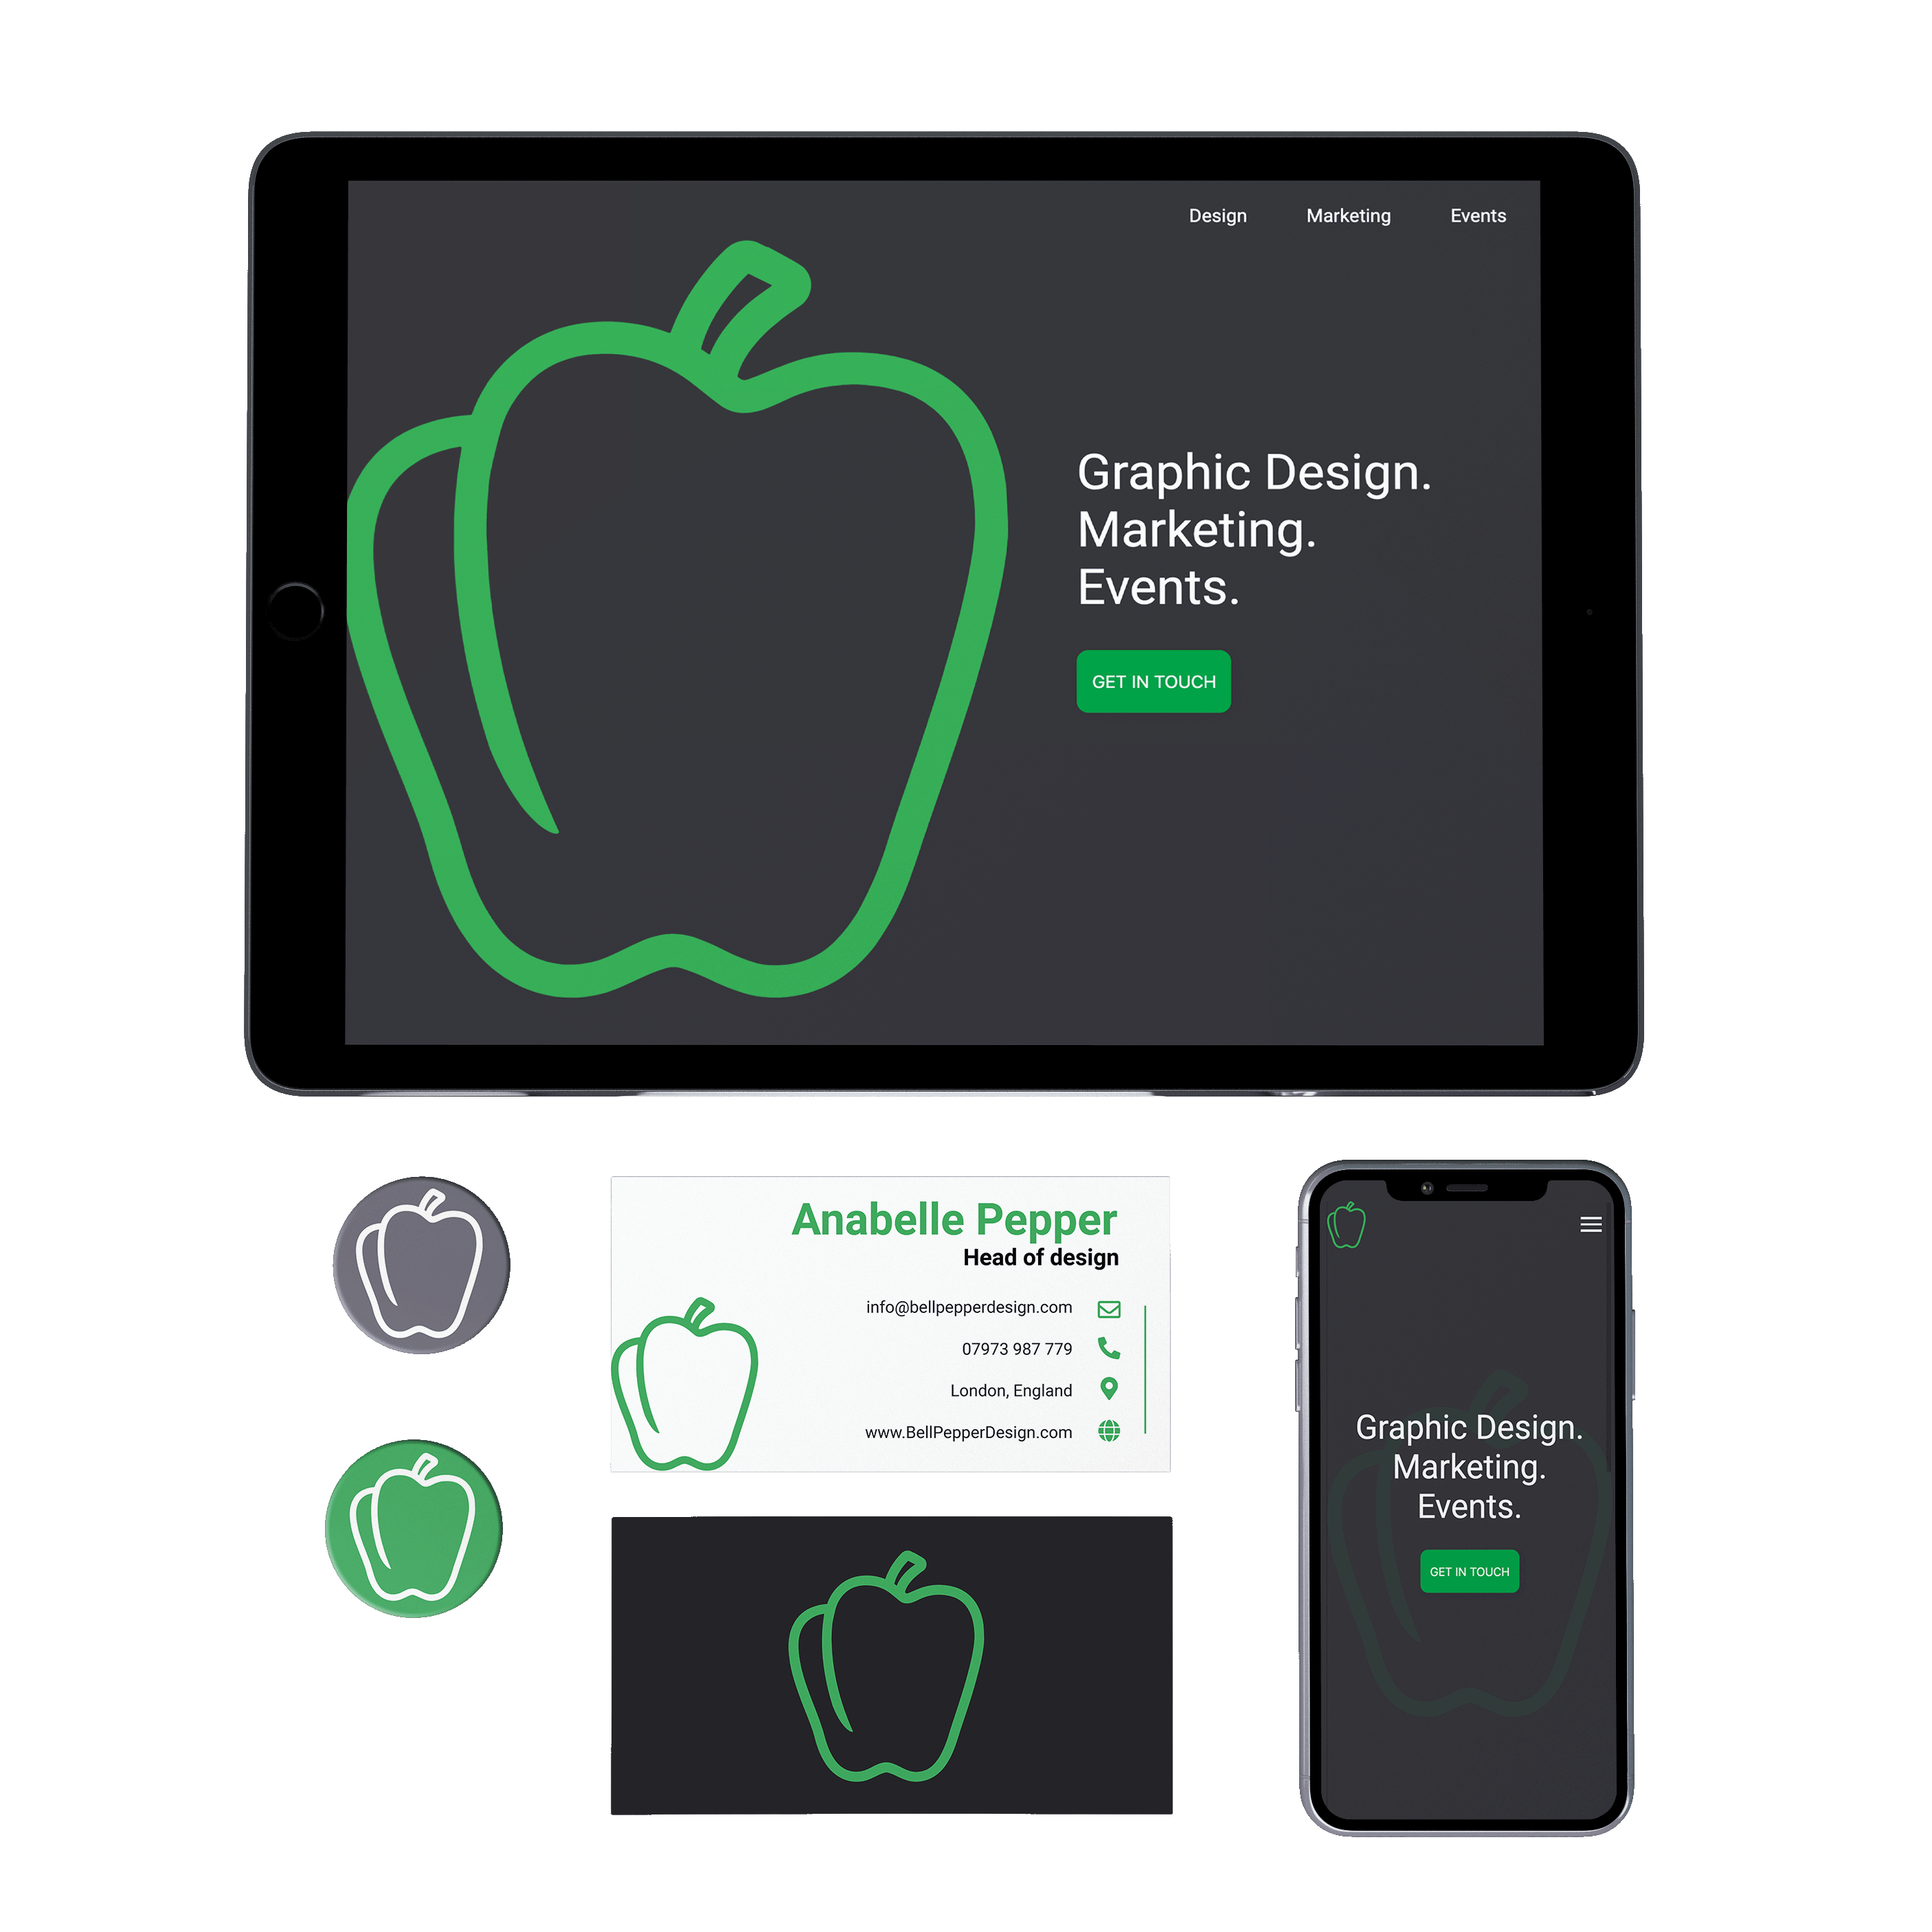 Design Marketing Events
Graphic Design.
Marketing.
Events.
GET IN TOUCH
Anabelle Pepper
Head of design
info@bellpepperdesign.com
07973 987 779
London, England
www.BellPepperDesign.com
Graphic Design.
Marketing.
Events.
GET IN TOUCH